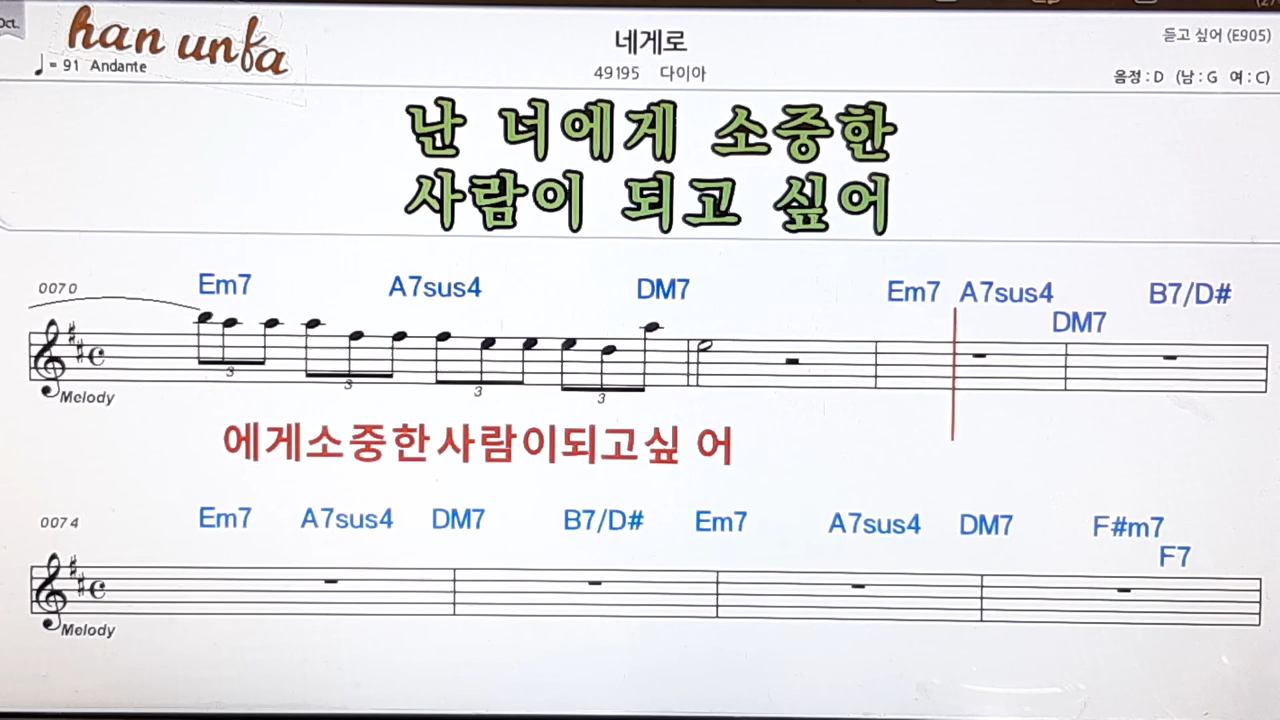 Oct.
han unfa
♩= 91 Andante
네게로
49195 다이아
듣고 싶어 (E905)
음정 : D (남 : G 여 : C)
난 너에게 소중한
사람이 되고 싶어
0070
Em7 A7sus4 DM7 Em7 A7sus4 DM7 B7/D#
3 3 3 3
Melody
에게소중한사람이되고싶 어
0074
Em7 A7sus4 DM7 B7/D# Em7 A7sus4 DM7 F#m7 F7
Melody